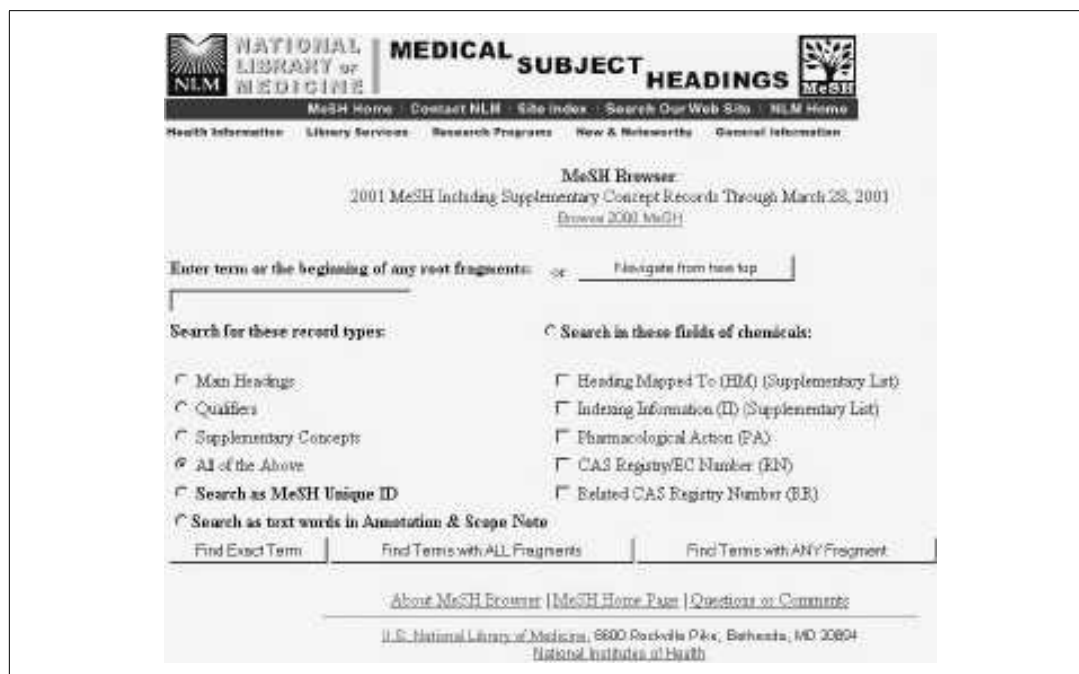 NATIONAL
LIBRARY OF
MEDICINE
NLM
MEDICAL
SUBJECT
HEADINGS
MeSH
MeSH Home · Contact NLM · Site Index · Search Our Web Site · NLM Home
Health Information Library Services Research Programs New & Noteworthy General Information
MeSH Browser
2001 MeSH Including Supplementary Concept Records Through March 28, 2001
Browse 2000 MeSH
Enter term or the beginning of any root fragments: or Navigate from tree top
Search for these record types: Search in these fields of chemicals:
Main Headings Heading Mapped To (HM) (Supplementary List)
Qualifiers Indexing Information (II) (Supplementary List)
Supplementary Concepts Pharmacological Action (PA)
All of the Above CAS Registry/EC Number (RN)
Search as MeSH Unique ID Related CAS Registry Number (RR)
Search as text words in Annotation & Scope Note
Find Exact Term Find Terms with ALL Fragments Find Terms with ANY Fragment
About MeSH Browser | MeSH Home Page | Questions or Comments
U.S. National Library of Medicine, 8600 Rockville Pike, Bethesda, MD 20894
National Institutes of Health